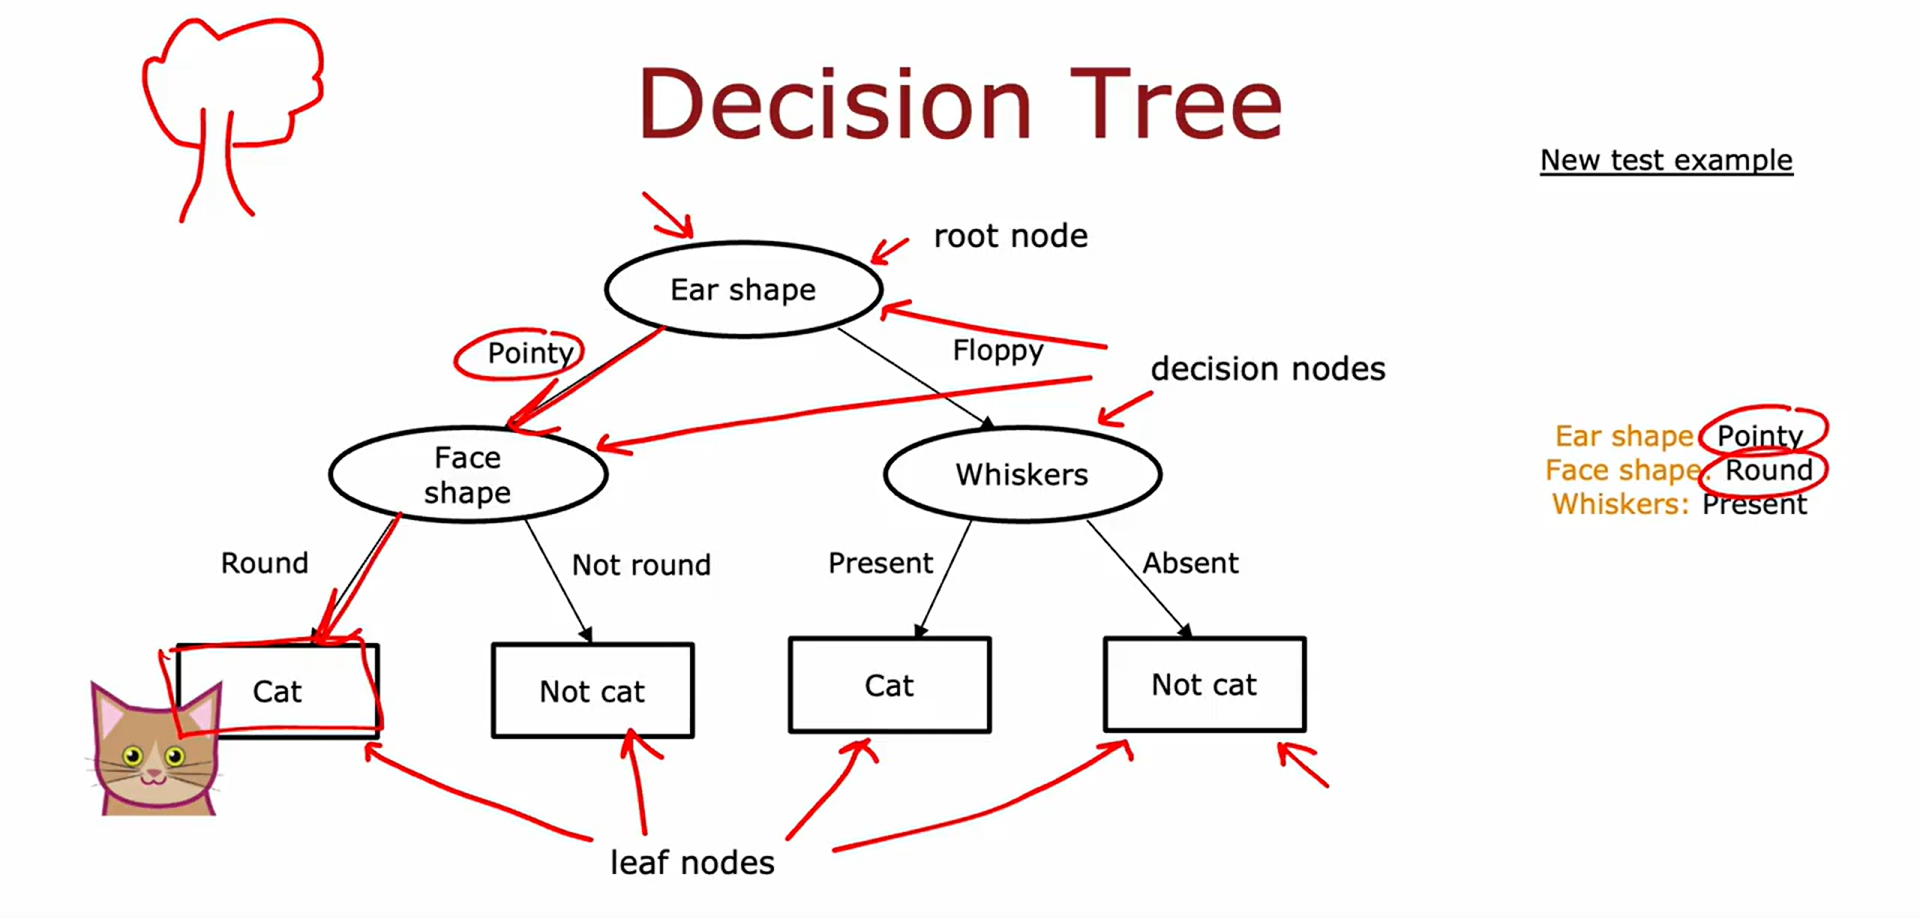 Decision Tree
New test example
root node
Ear shape
Pointy
Floppy
decision nodes
Face
shape
Whiskers
Ear shape Pointy
Face shape: Round
Whiskers: Present
Round
Not round
Present
Absent
Cat
Not cat
Cat
Not cat
leaf nodes